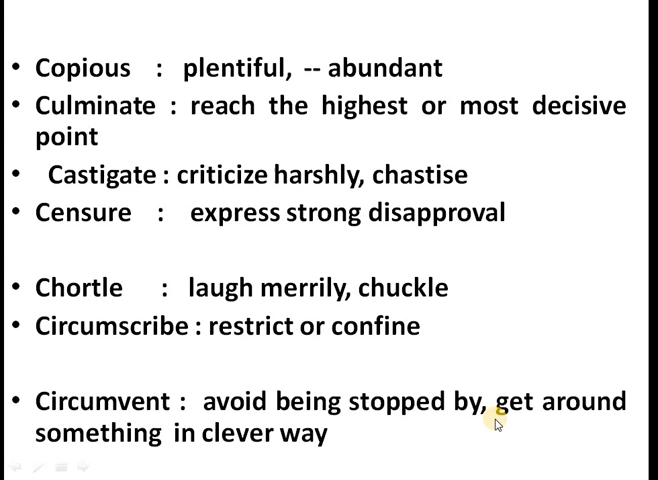 • Copious : plentiful, -- abundant
• Culminate : reach the highest or most decisive
point
• Castigate : criticize harshly, chastise
• Censure : express strong disapproval
• Chortle : laugh merrily, chuckle
• Circumscribe : restrict or confine
• Circumvent : avoid being stopped by, get around
something in clever way